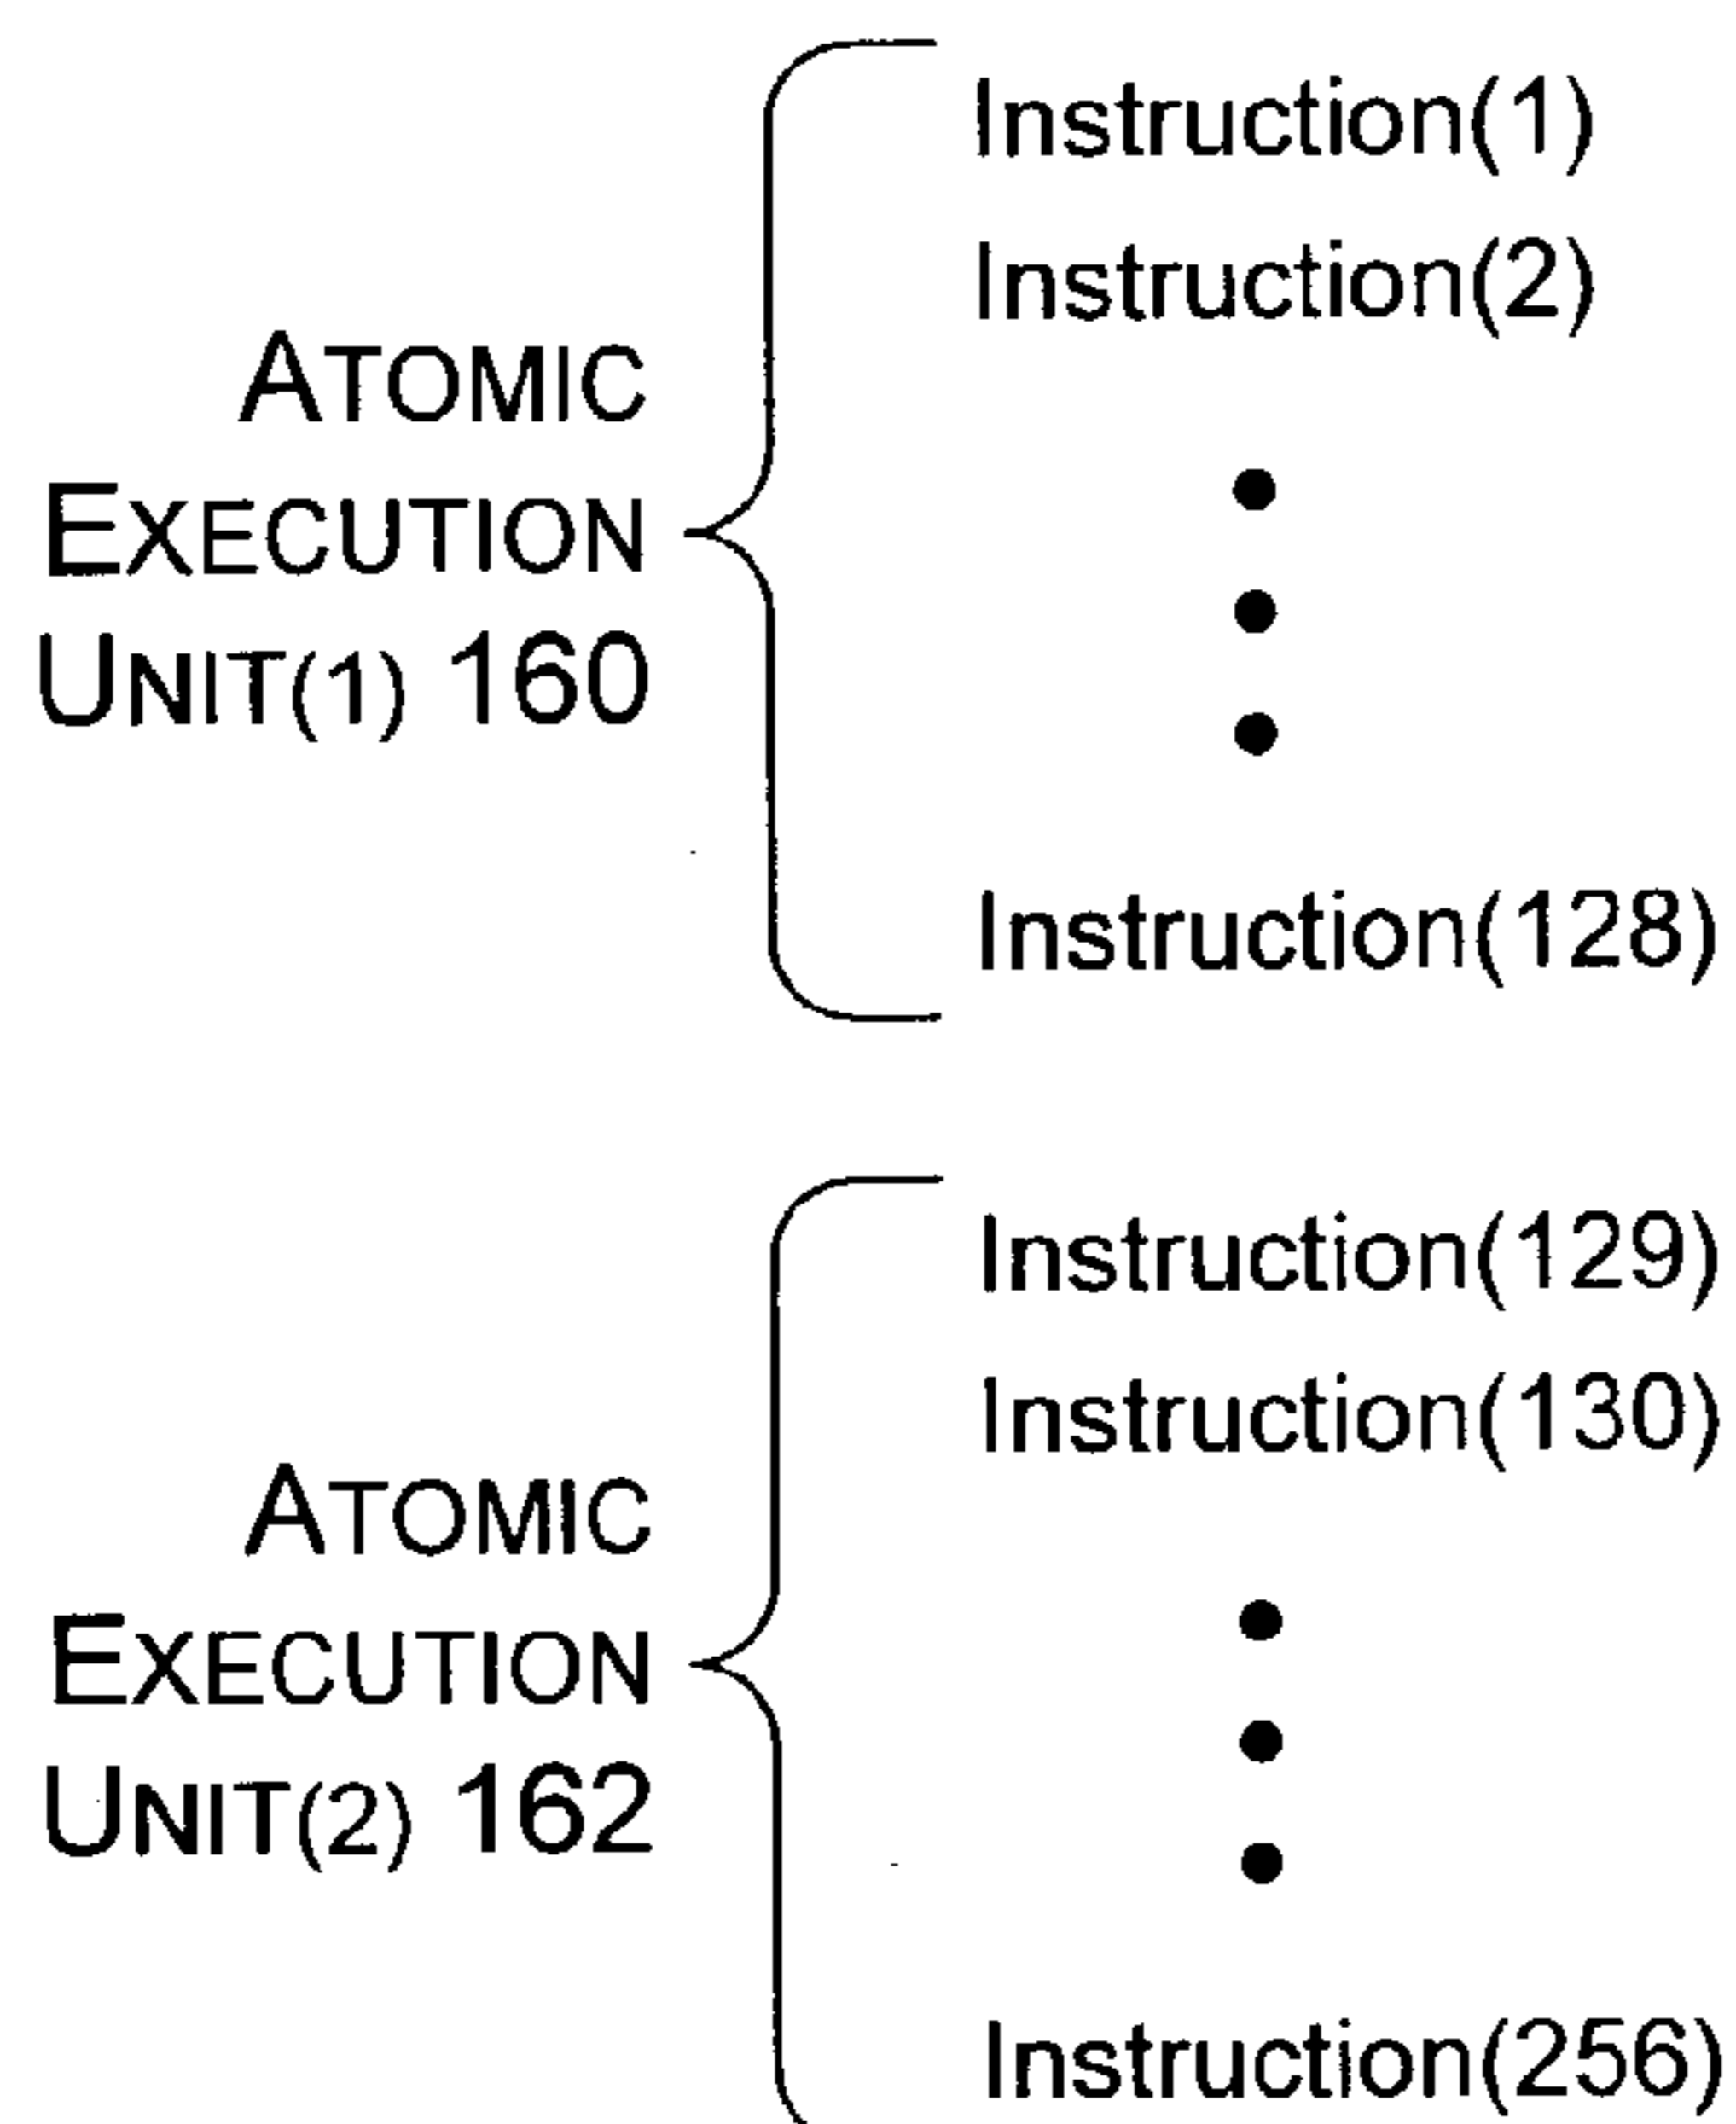 Instruction(1)
Instruction(2)
ATOMIC
EXECUTION
UNIT(1) 160
Instruction(128)
Instruction(129)
Instruction(130)
ATOMIC
EXECUTION
UNIT(2) 162
Instruction(256)